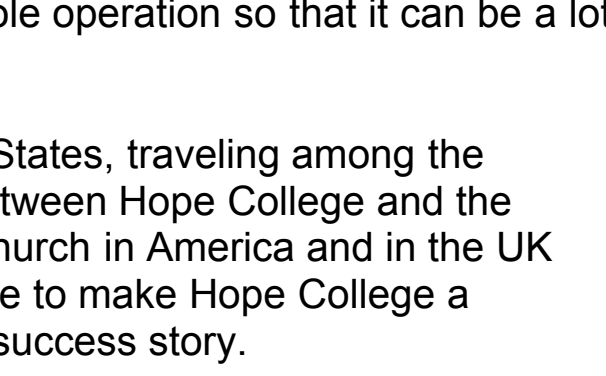 ole operation so that it can be a lot
States, traveling among the
tween Hope College and the
hurch in America and in the UK
e to make Hope College a
success story.